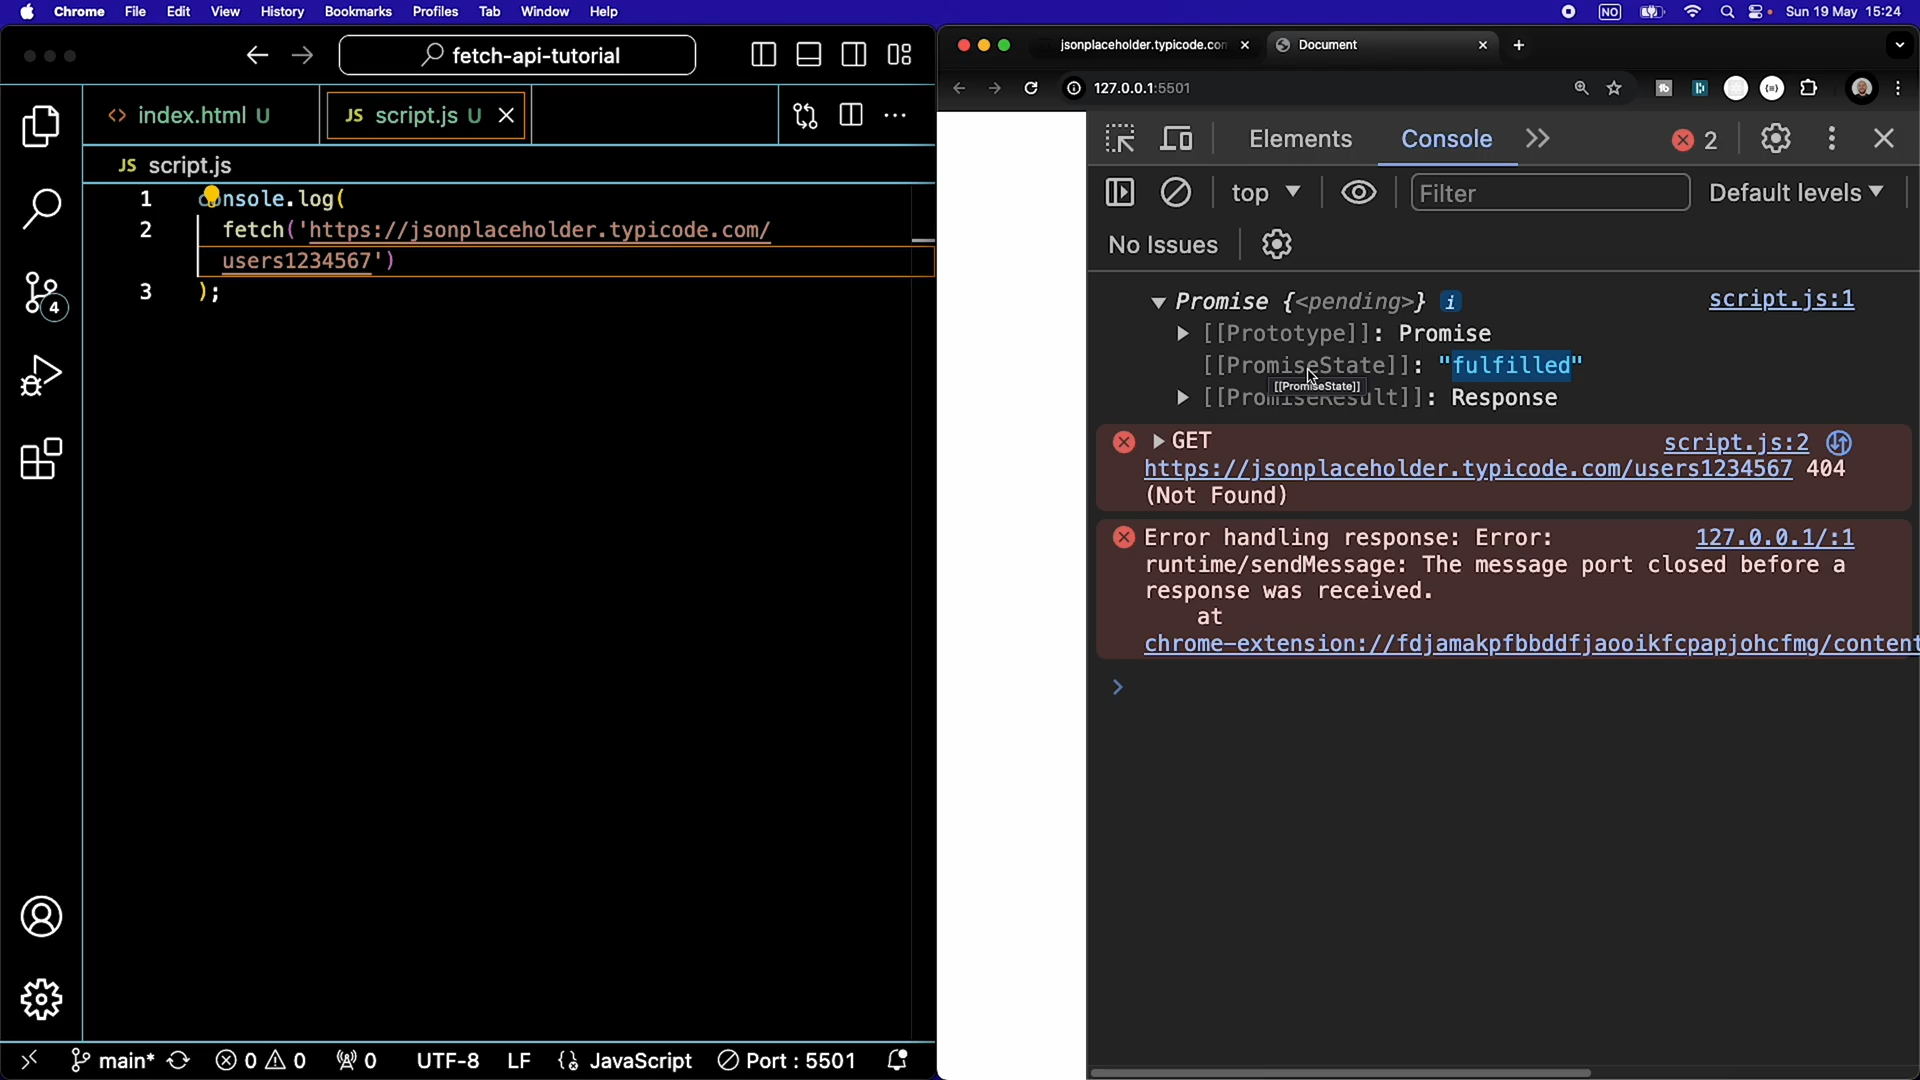 Chrome File Edit View History Bookmarks Profiles Tab Window Help
NO Sun 19 May 15:24
fetch-api-tutorial
index.html U
JS script.js U
JS script.js
1 console.log(
2 fetch('https://jsonplaceholder.typicode.com/
users1234567')
3 );
4
main* 0 0 0 UTF-8 LF JavaScript Port : 5501
jsonplaceholder.typicode.con
Document
127.0.0.1:5501
Elements Console 2
top Filter Default levels
No Issues
Promise {<pending>} i script.js:1
[[Prototype]]: Promise
[[PromiseState]]: "fulfilled"
[[PromiseState]]
[[PromiseResult]]: Response
GET script.js:2
https://jsonplaceholder.typicode.com/users1234567 404
(Not Found)
Error handling response: Error: 127.0.0.1/:1
runtime/sendMessage: The message port closed before a
response was received.
at
chrome-extension://fdjamakpfbbddfjaooikfcpapjohcfmg/content